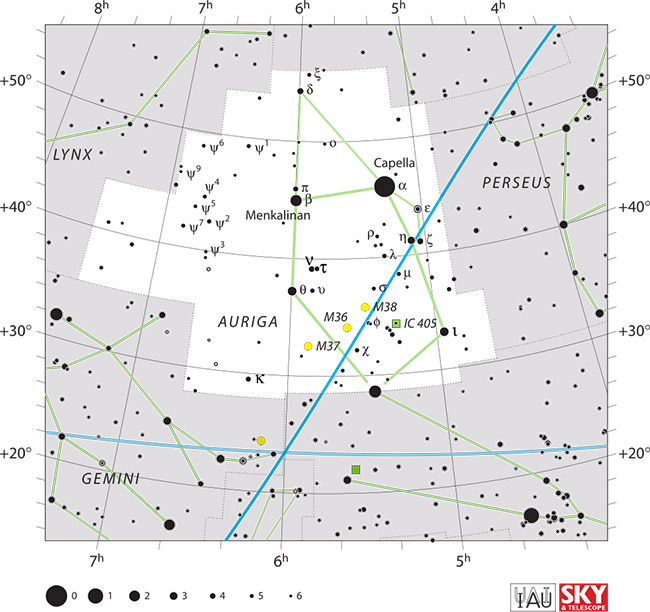 8h 7h 6h 5h 4h
+50° +50°
ξ
δ
ψ⁶ ψ¹ ο
LYNX
Capella
ψ⁹
PERSEUS
π α
ψ⁴
β
ψ⁵ ε
Menkalinan
+40° +40°
ψ⁷ ψ²
ρ η ζ
ψ³ λ
ν τ μ
θ υ σ
M38
AURIGA M36 φ IC 405
+30° ι +30°
M37
χ
κ
+20° +20°
GEMINI
7h 6h 5h
0 1 2 3 4 5 6
IAU SKY
& TELESCOPE